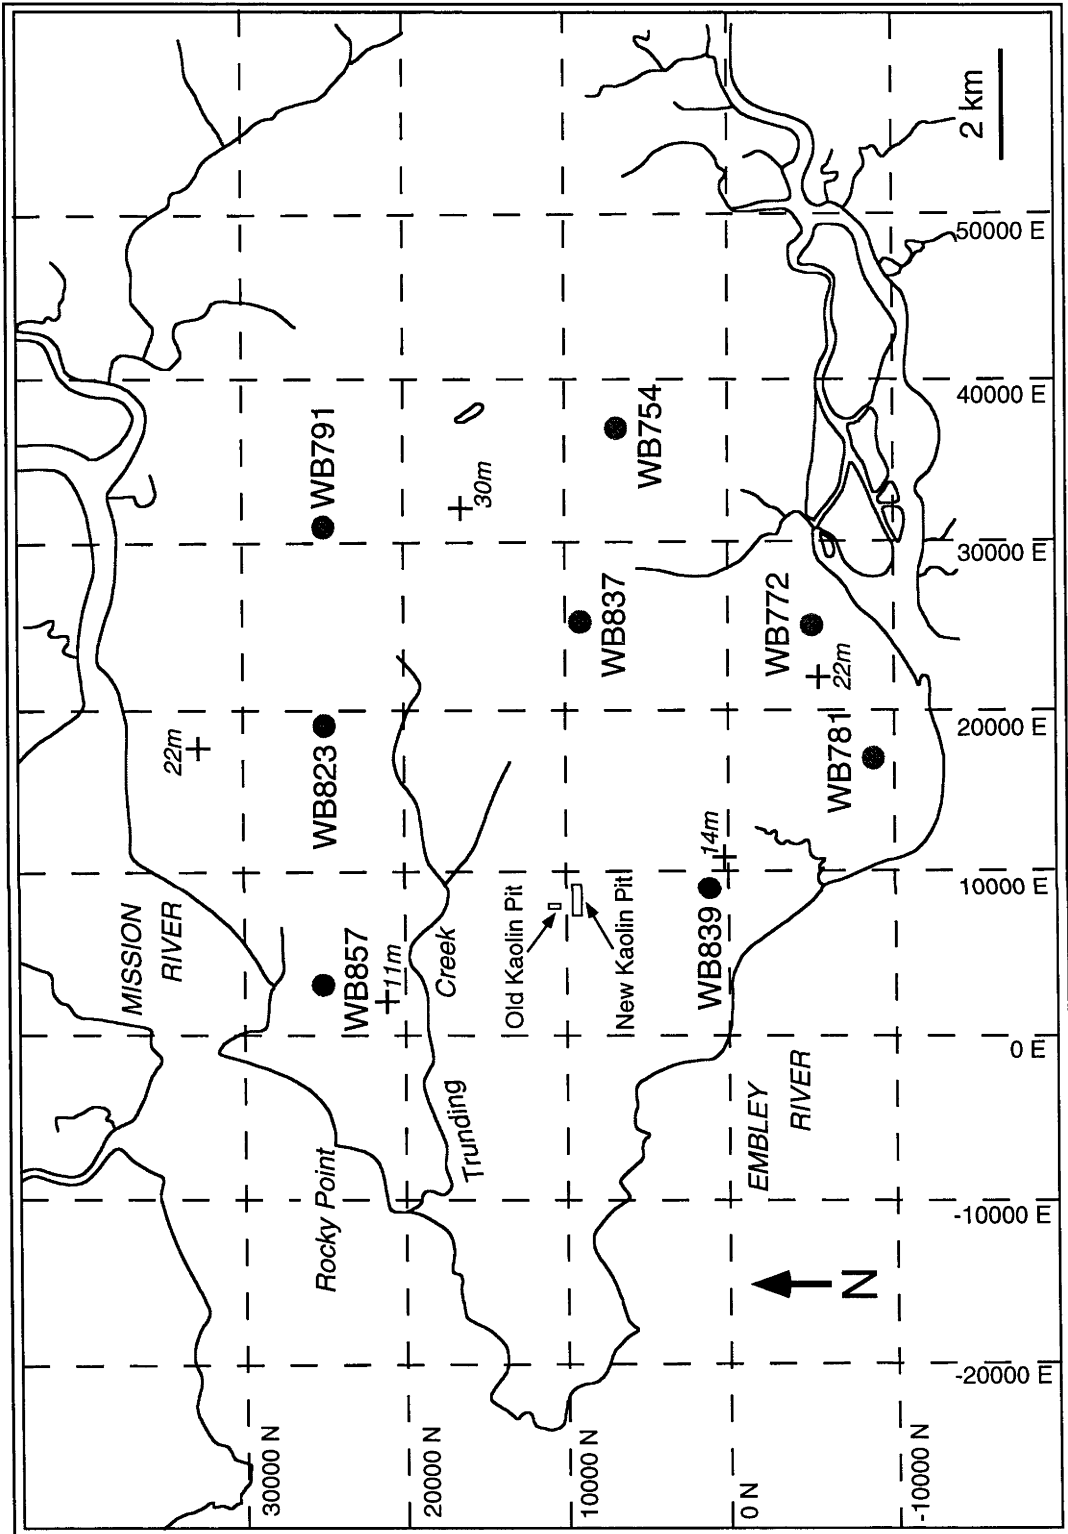 MISSION
RIVER
22m
WB857
11m
WB823
WB791
30m
Rocky Point
Trunding
Creek
Old Kaolin Pit
New Kaolin Pit
WB837
WB754
WB839
14m
WB772
22m
WB781
EMBLEY
RIVER
N
2 km
30000 N
20000 N
10000 N
0 N
-10000 N
-20000 E
-10000 E
0 E
10000 E
20000 E
30000 E
40000 E
50000 E